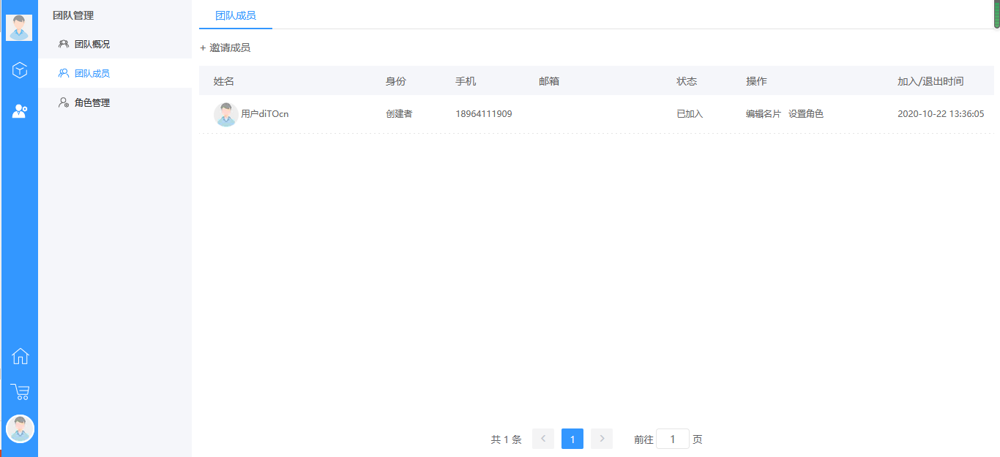 团队管理
团队概况
团队成员
角色管理
团队成员
+ 邀请成员
姓名 身份 手机 邮箱 状态 操作 加入/退出时间
用户diTOcn 创建者 18964111909 已加入 编辑名片 设置角色 2020-10-22 13:36:05
共 1 条 < 1 > 前往 1 页